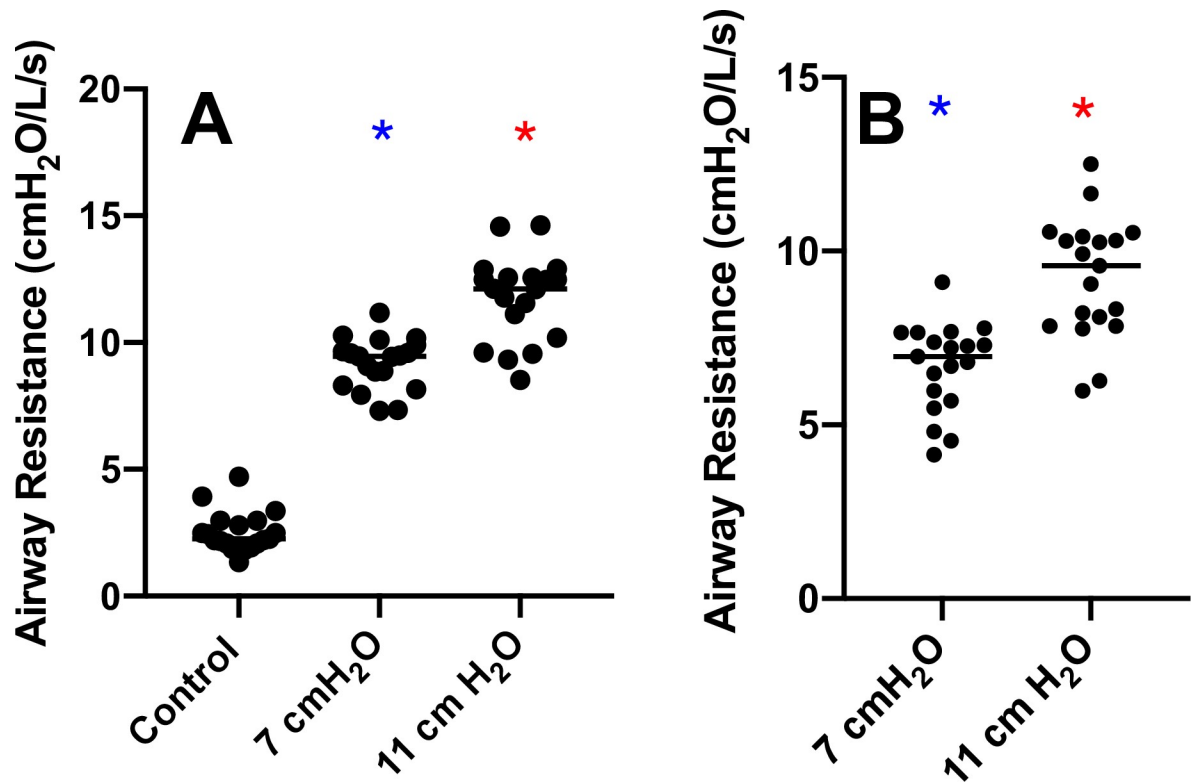 A
Airway Resistance (cmH₂O/L/s)
20
15
10
5
0
*
*
Control
7 cmH₂O
11 cm H₂O
B
Airway Resistance (cmH₂O/L/s)
15
10
5
0
*
*
7 cmH₂O
11 cm H₂O